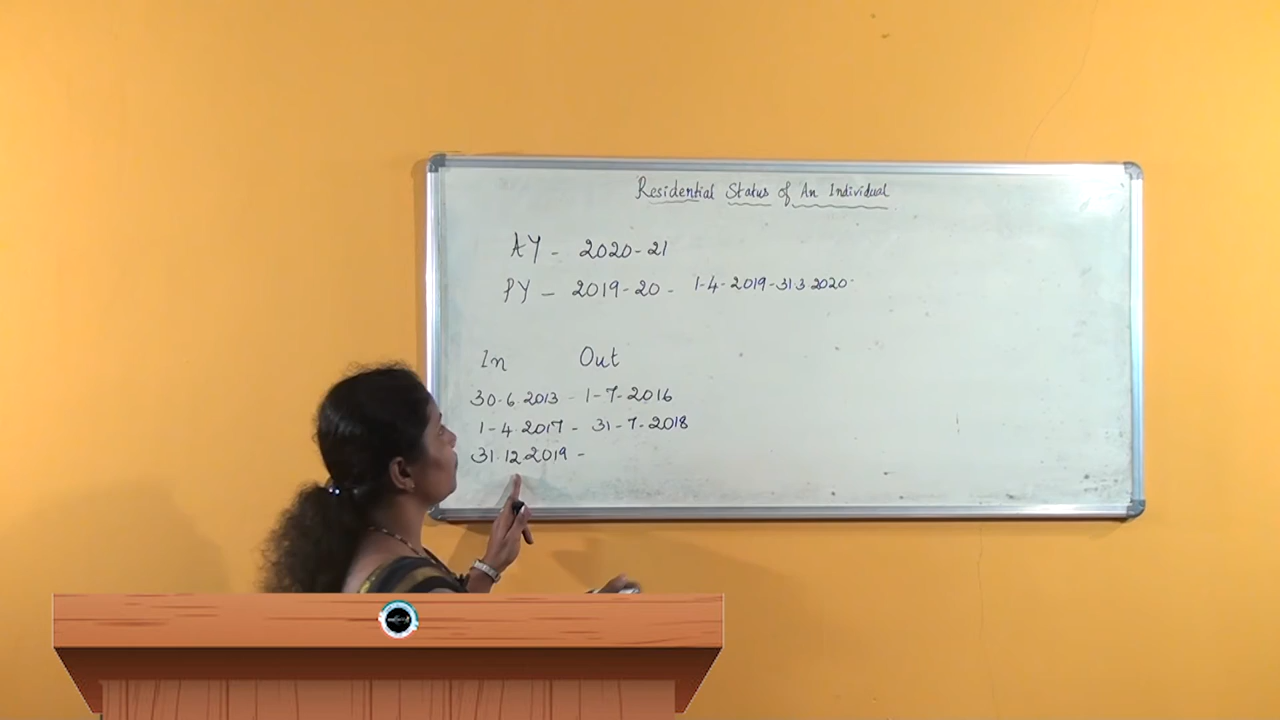 Residential Status of An Individual
AY - 2020-21
PY - 2019-20 - 1-4-2019-31.3.2020
In Out
30.6.2013 - 1-7-2016
1-4.2017 - 31-7-2018
31.12.2019 -